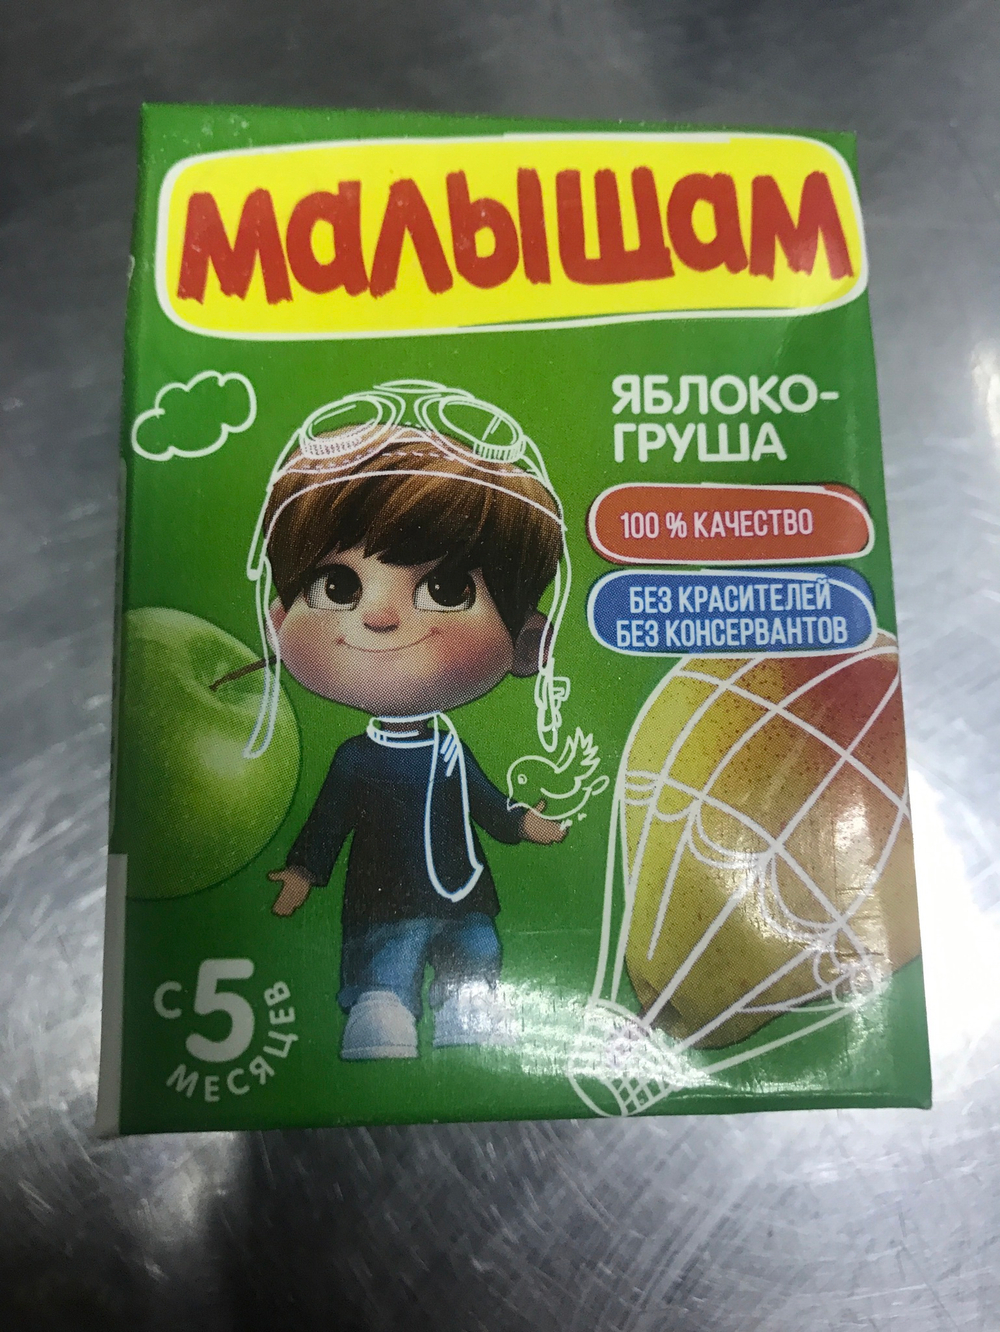 МАЛЫШАМ
ЯБЛОКО-
ГРУША
100 % КАЧЕСТВО
БЕЗ КРАСИТЕЛЕЙ
БЕЗ КОНСЕРВАНТОВ
С 5
МЕСЯЦЕВ